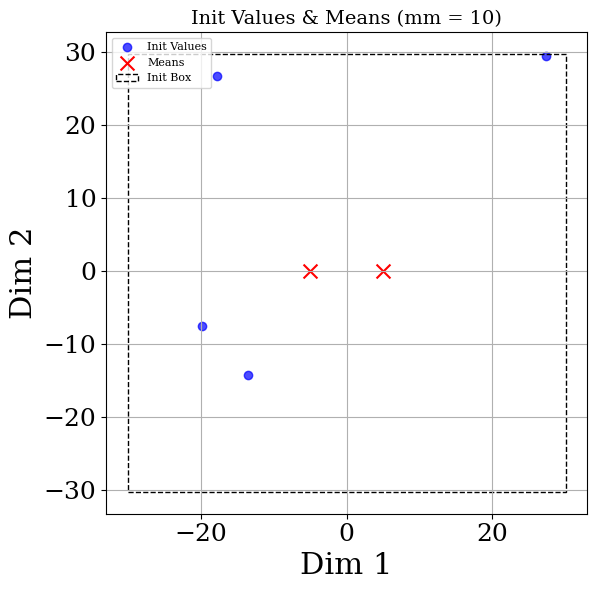 Init Values & Means (mm = 10)
Init Values
Means
Init Box
Dim 2
30
20
10
0
−10
−20
−30
−20
0
20
Dim 1